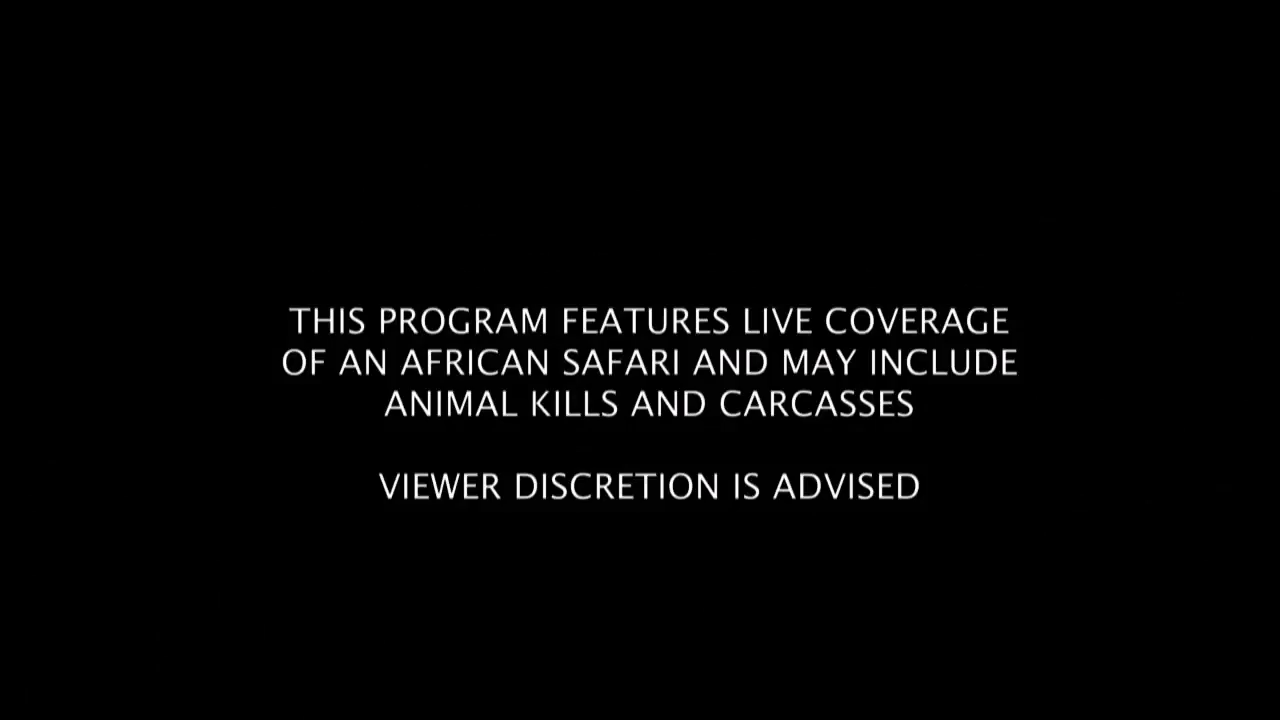 THIS PROGRAM FEATURES LIVE COVERAGE
OF AN AFRICAN SAFARI AND MAY INCLUDE
ANIMAL KILLS AND CARCASSES
VIEWER DISCRETION IS ADVISED